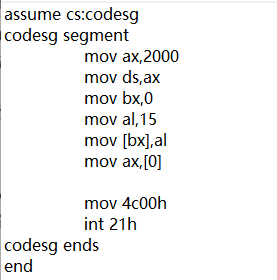 assume cs:codesg
codesg segment
mov ax,2000
mov ds,ax
mov bx,0
mov al,15
mov [bx],al
mov ax,[0]
mov 4c00h
int 21h
codesg ends
end